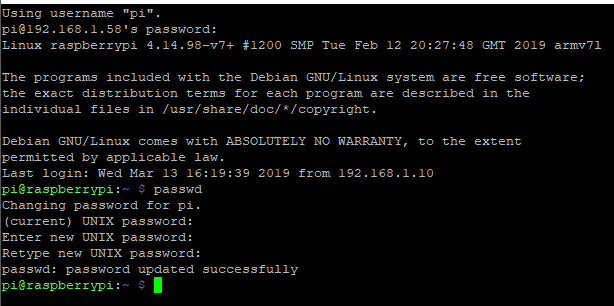 Using username "pi".
pi@192.168.1.58's password:
Linux raspberrypi 4.14.98-v7+ #1200 SMP Tue Feb 12 20:27:48 GMT 2019 armv7l
The programs included with the Debian GNU/Linux system are free software;
the exact distribution terms for each program are described in the
individual files in /usr/share/doc/*/copyright.
Debian GNU/Linux comes with ABSOLUTELY NO WARRANTY, to the extent
permitted by applicable law.
Last login: Wed Mar 13 16:19:39 2019 from 192.168.1.10
pi@raspberrypi:~ $ passwd
Changing password for pi.
(current) UNIX password:
Enter new UNIX password:
Retype new UNIX password:
passwd: password updated successfully
pi@raspberrypi:~ $